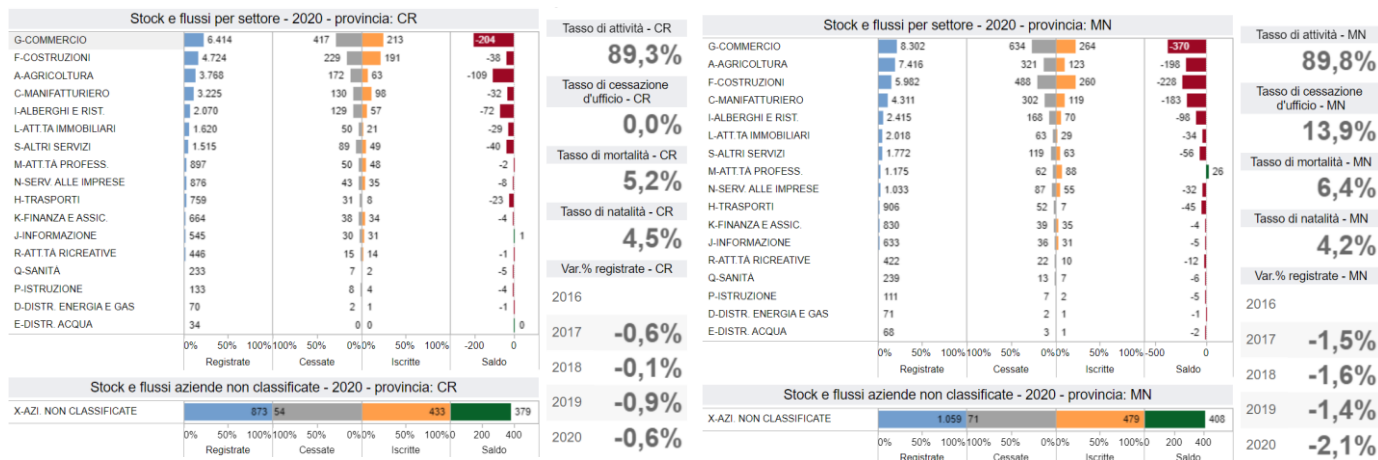 Stock e flussi per settore - 2020 - provincia: CR
G-COMMERCIO 6.414 417 213 -204
F-COSTRUZIONI 4.724 229 191 -38
A-AGRICOLTURA 3.768 172 63 -109
C-MANIFATTURIERO 3.225 130 98 -32
I-ALBERGHI E RIST. 2.070 129 57 -72
L-ATT.TA IMMOBILIARI 1.620 50 21 -29
S-ALTRI SERVIZI 1.515 89 49 -40
M-ATT.TÀ PROFESS. 897 50 48 -2
N-SERV. ALLE IMPRESE 876 43 35 -8
H-TRASPORTI 759 31 8 -23
K-FINANZA E ASSIC. 664 38 34 -4
J-INFORMAZIONE 545 30 31 1
R-ATT.TÀ RICREATIVE 446 15 14 -1
Q-SANITÀ 233 7 2 -5
P-ISTRUZIONE 133 8 4 -4
D-DISTR. ENERGIA E GAS 70 2 1 -1
E-DISTR. ACQUA 34 0 0 0
0% 50% 100% 100% 50% 0% 0% 50% 100% -200 0
Registrate Cessate Iscritte Saldo
Stock e flussi aziende non classificate - 2020 - provincia: CR
X-AZI. NON CLASSIFICATE 873 54 433 379
0% 50% 100% 100% 50% 0% 0% 50% 100% 0 200 400
Registrate Cessate Iscritte Saldo
Tasso di attività - CR
89,3%
Tasso di cessazione
d'ufficio - CR
0,0%
Tasso di mortalità - CR
5,2%
Tasso di natalità - CR
4,5%
Var.% registrate - CR
2016
2017 -0,6%
2018 -0,1%
2019 -0,9%
2020 -0,6%
Stock e flussi per settore - 2020 - provincia: MN
G-COMMERCIO 8.302 634 264 -370
A-AGRICOLTURA 7.416 321 123 -198
F-COSTRUZIONI 5.982 488 260 -228
C-MANIFATTURIERO 4.311 302 119 -183
I-ALBERGHI E RIST. 2.415 168 70 -98
L-ATT.TA IMMOBILIARI 2.018 63 29 -34
S-ALTRI SERVIZI 1.772 119 63 -56
M-ATT.TÀ PROFESS. 1.175 62 88 26
N-SERV. ALLE IMPRESE 1.033 87 55 -32
H-TRASPORTI 906 52 7 -45
K-FINANZA E ASSIC. 830 39 35 -4
J-INFORMAZIONE 633 36 31 -5
R-ATT.TÀ RICREATIVE 422 22 10 -12
Q-SANITÀ 239 13 7 -6
P-ISTRUZIONE 111 7 2 -5
D-DISTR. ENERGIA E GAS 71 2 1 -1
E-DISTR. ACQUA 68 3 1 -2
0% 50% 100% 100% 50% 0% 0% 50% 100% -500 0
Registrate Cessate Iscritte Saldo
Stock e flussi aziende non classificate - 2020 - provincia: MN
X-AZI. NON CLASSIFICATE 1.059 71 479 408
0% 50% 100% 100% 50% 0% 0% 50% 100% 0 200 400
Registrate Cessate Iscritte Saldo
Tasso di attività - MN
89,8%
Tasso di cessazione
d'ufficio - MN
13,9%
Tasso di mortalità - MN
6,4%
Tasso di natalità - MN
4,2%
Var.% registrate - MN
2016
2017 -1,5%
2018 -1,6%
2019 -1,4%
2020 -2,1%